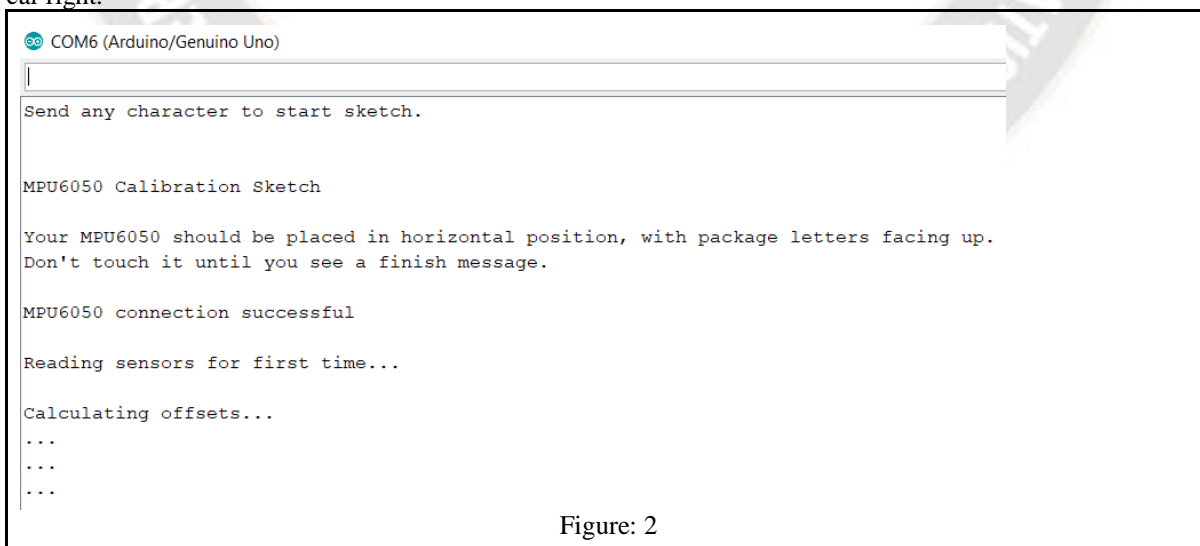 COM6 (Arduino/Genuino Uno)
Send any character to start sketch.
MPU6050 Calibration Sketch
Your MPU6050 should be placed in horizontal position, with package letters facing up.
Don't touch it until you see a finish message.
MPU6050 connection successful
Reading sensors for first time...
Calculating offsets...
...
...
...
Figure: 2